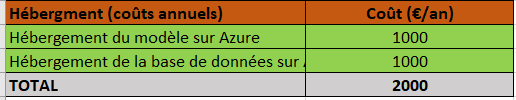 Hébergment (coûts annuels) Coût (€/an)
Hébergement du modèle sur Azure 1000
Hébergement de la base de données sur 1000
TOTAL 2000